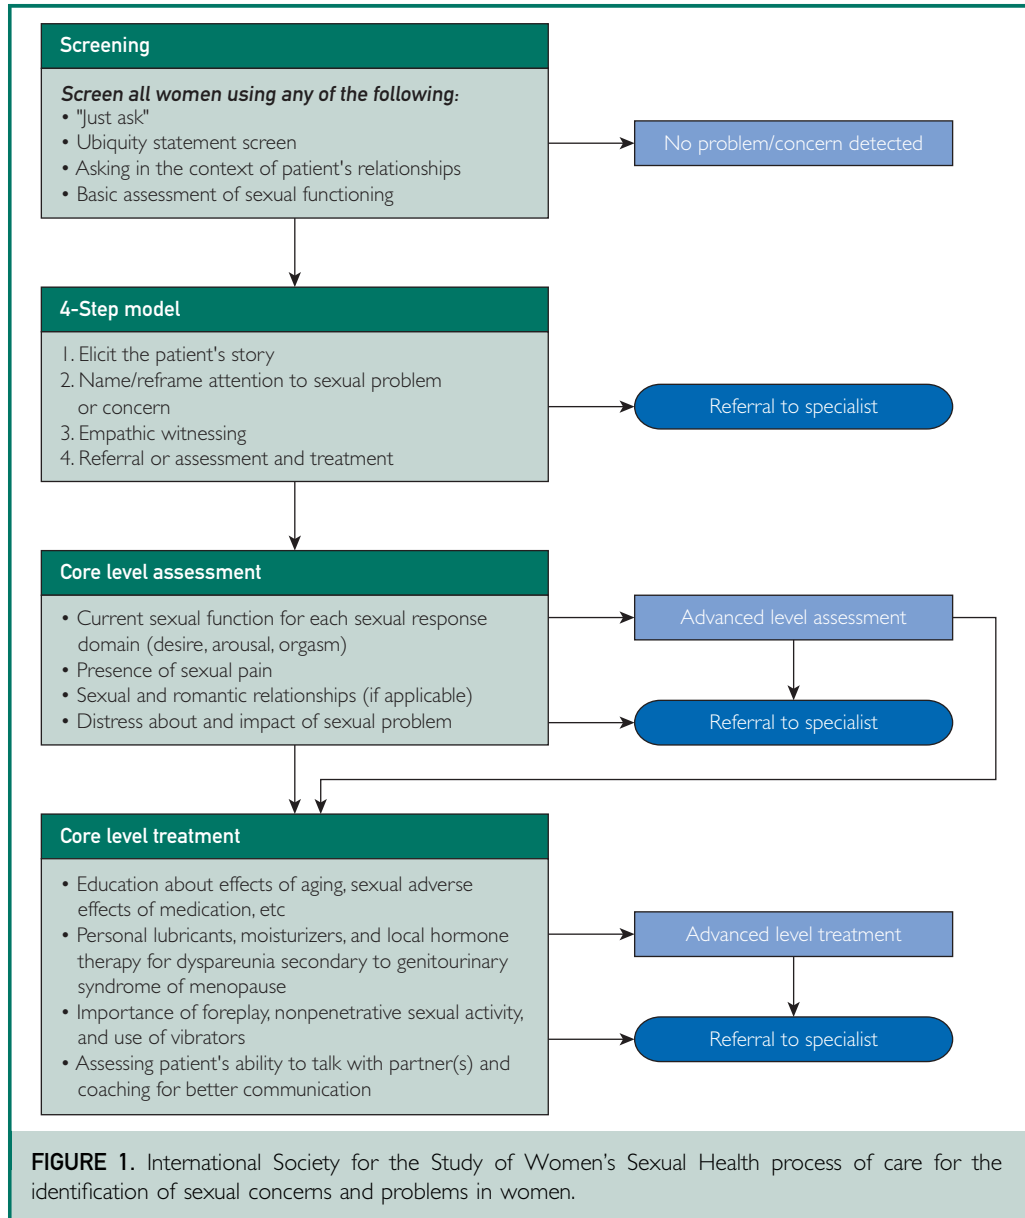 Screening
Screen all women using any of the following:
• "Just ask"
• Ubiquity statement screen
• Asking in the context of patient's relationships
• Basic assessment of sexual functioning
No problem/concern detected
4-Step model
1. Elicit the patient's story
2. Name/reframe attention to sexual problem
or concern
3. Empathic witnessing
4. Referral or assessment and treatment
Referral to specialist
Core level assessment
• Current sexual function for each sexual response
domain (desire, arousal, orgasm)
• Presence of sexual pain
• Sexual and romantic relationships (if applicable)
• Distress about and impact of sexual problem
Advanced level assessment
Referral to specialist
Core level treatment
• Education about effects of aging, sexual adverse
effects of medication, etc
• Personal lubricants, moisturizers, and local hormone
therapy for dyspareunia secondary to genitourinary
syndrome of menopause
• Importance of foreplay, nonpenetrative sexual activity,
and use of vibrators
• Assessing patient's ability to talk with partner(s) and
coaching for better communication
Advanced level treatment
Referral to specialist
FIGURE 1. International Society for the Study of Women's Sexual Health process of care for the
identification of sexual concerns and problems in women.